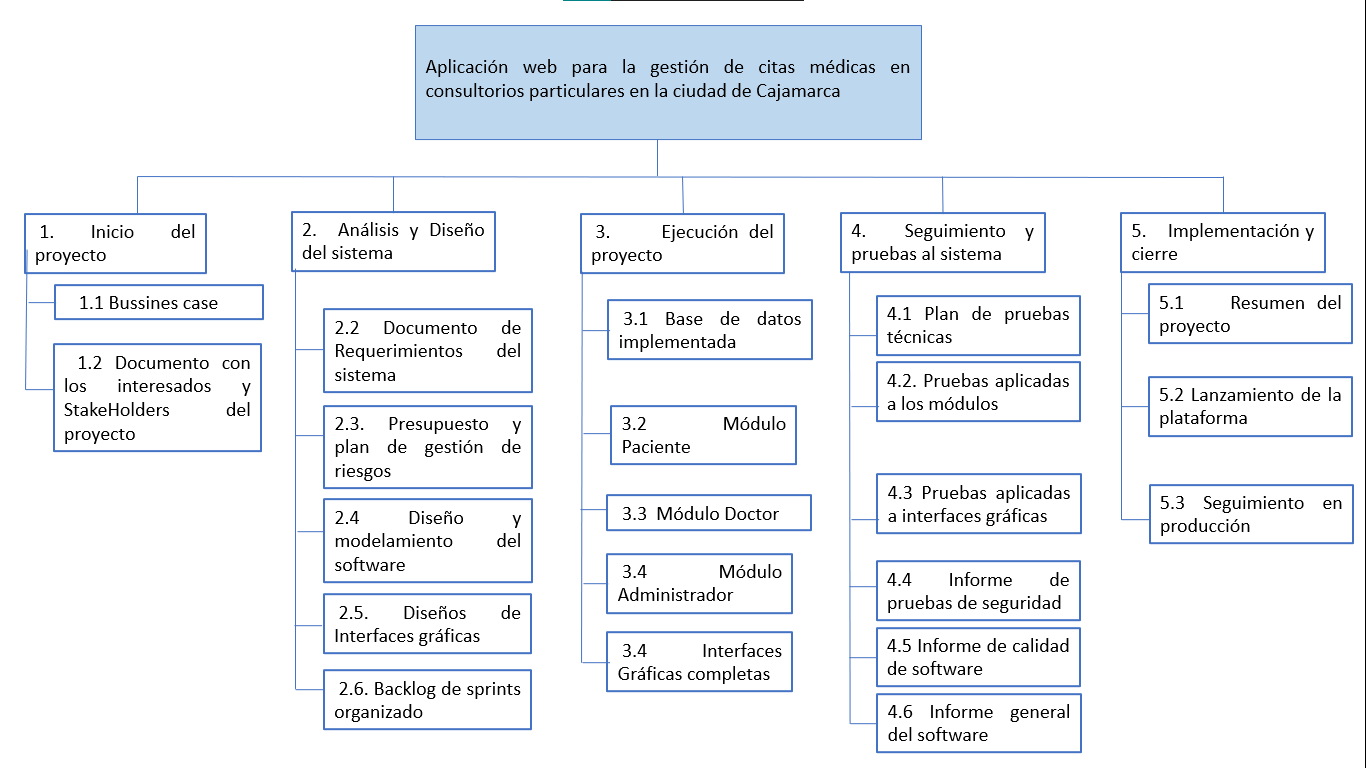 Aplicación web para la gestión de citas médicas en
consultorios particulares en la ciudad de Cajamarca
1. Inicio del
proyecto
1.1 Bussines case
1.2 Documento con
los interesados y
StakeHolders del
proyecto
2. Análisis y Diseño
del sistema
2.2 Documento de
Requerimientos del
sistema
2.3. Presupuesto y
plan de gestión de
riesgos
2.4 Diseño y
modelamiento del
software
2.5. Diseños de
Interfaces gráficas
2.6. Backlog de sprints
organizado
3. Ejecución del
proyecto
3.1 Base de datos
implementada
3.2 Módulo
Paciente
3.3 Módulo Doctor
3.4 Módulo
Administrador
3.4 Interfaces
Gráficas completas
4. Seguimiento y
pruebas al sistema
4.1 Plan de pruebas
técnicas
4.2. Pruebas aplicadas
a los módulos
4.3 Pruebas aplicadas
a interfaces gráficas
4.4 Informe de
pruebas de seguridad
4.5 Informe de calidad
de software
4.6 Informe general
del software
5. Implementación y
cierre
5.1 Resumen del
proyecto
5.2 Lanzamiento de la
plataforma
5.3 Seguimiento en
producción